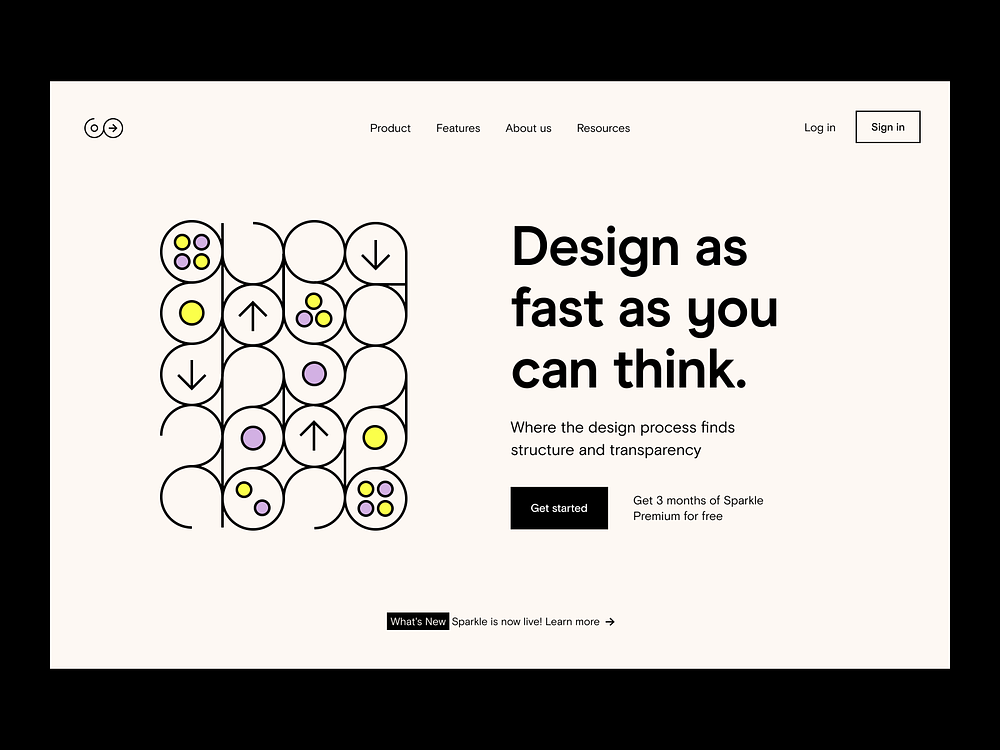 Product
Features
About us
Resources
Log in
Sign in
Design as
fast as you
can think.
Where the design process finds
structure and transparency
Get started
Get 3 months of Sparkle
Premium for free
What's New Sparkle is now live! Learn more →